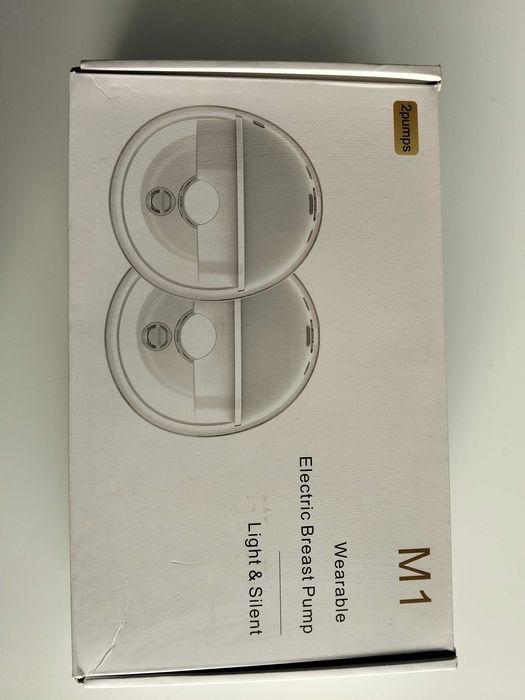 2pumps
M1
Wearable
Electric Breast Pump
Light & Silent